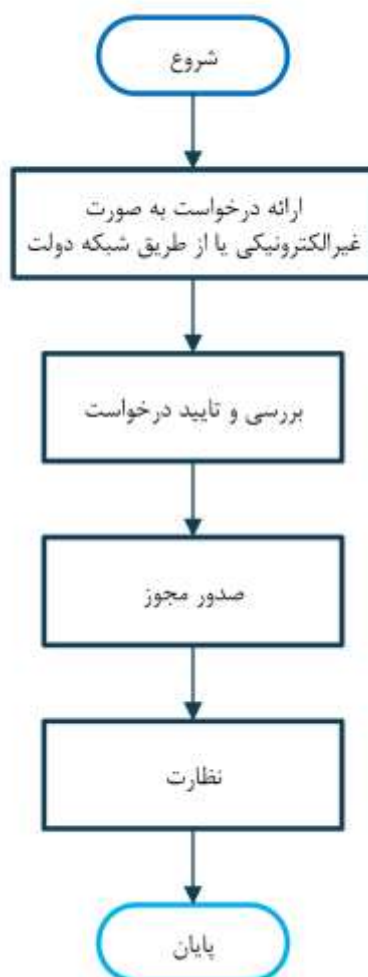 شروع
ارائه درخواست به صورت
غیرالکترونیکی یا از طریق شبکه دولت
بررسی و تایید درخواست
صدور مجوز
نظارت
پایان